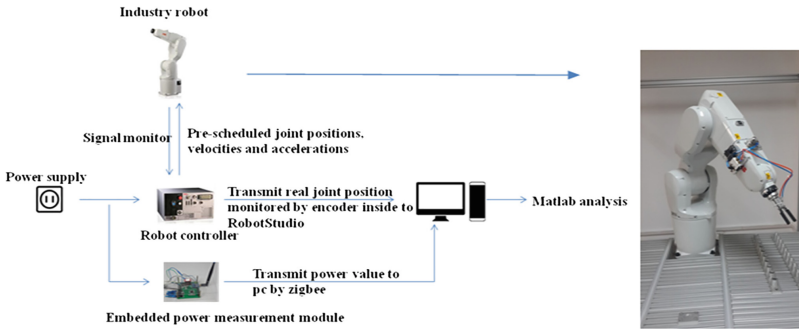 Industry robot
Signal monitor
Pre-scheduled joint positions,
velocities and accelerations
Power supply
Transmit real joint position
monitored by encoder inside to
RobotStudio
Robot controller
Matlab analysis
Transmit power value to
pc by zigbee
Embedded power measurement module